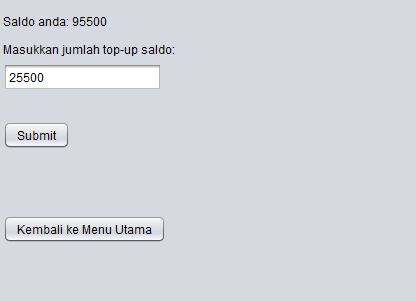 Saldo anda: 95500
Masukkan jumlah top-up saldo:
25500
Submit
Kembali ke Menu Utama